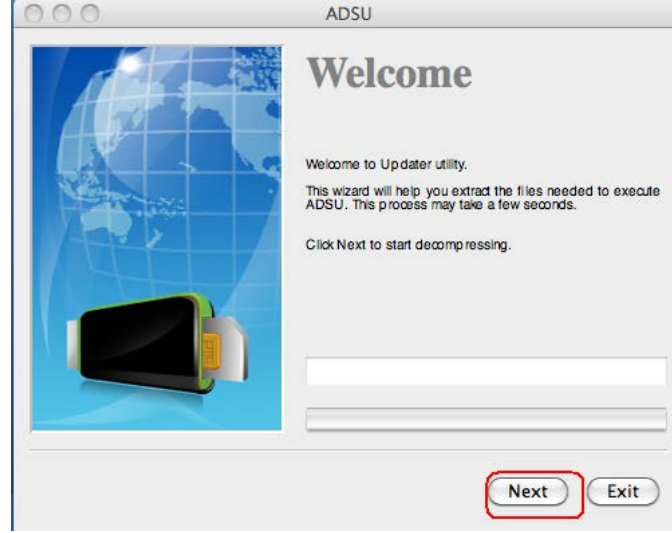 ADSU
Welcome
Welcome to Updater utility.
This wizard will help you extract the files needed to execute
ADSU. This process may take a few seconds.
Click Next to start decompressing.
Next
Exit